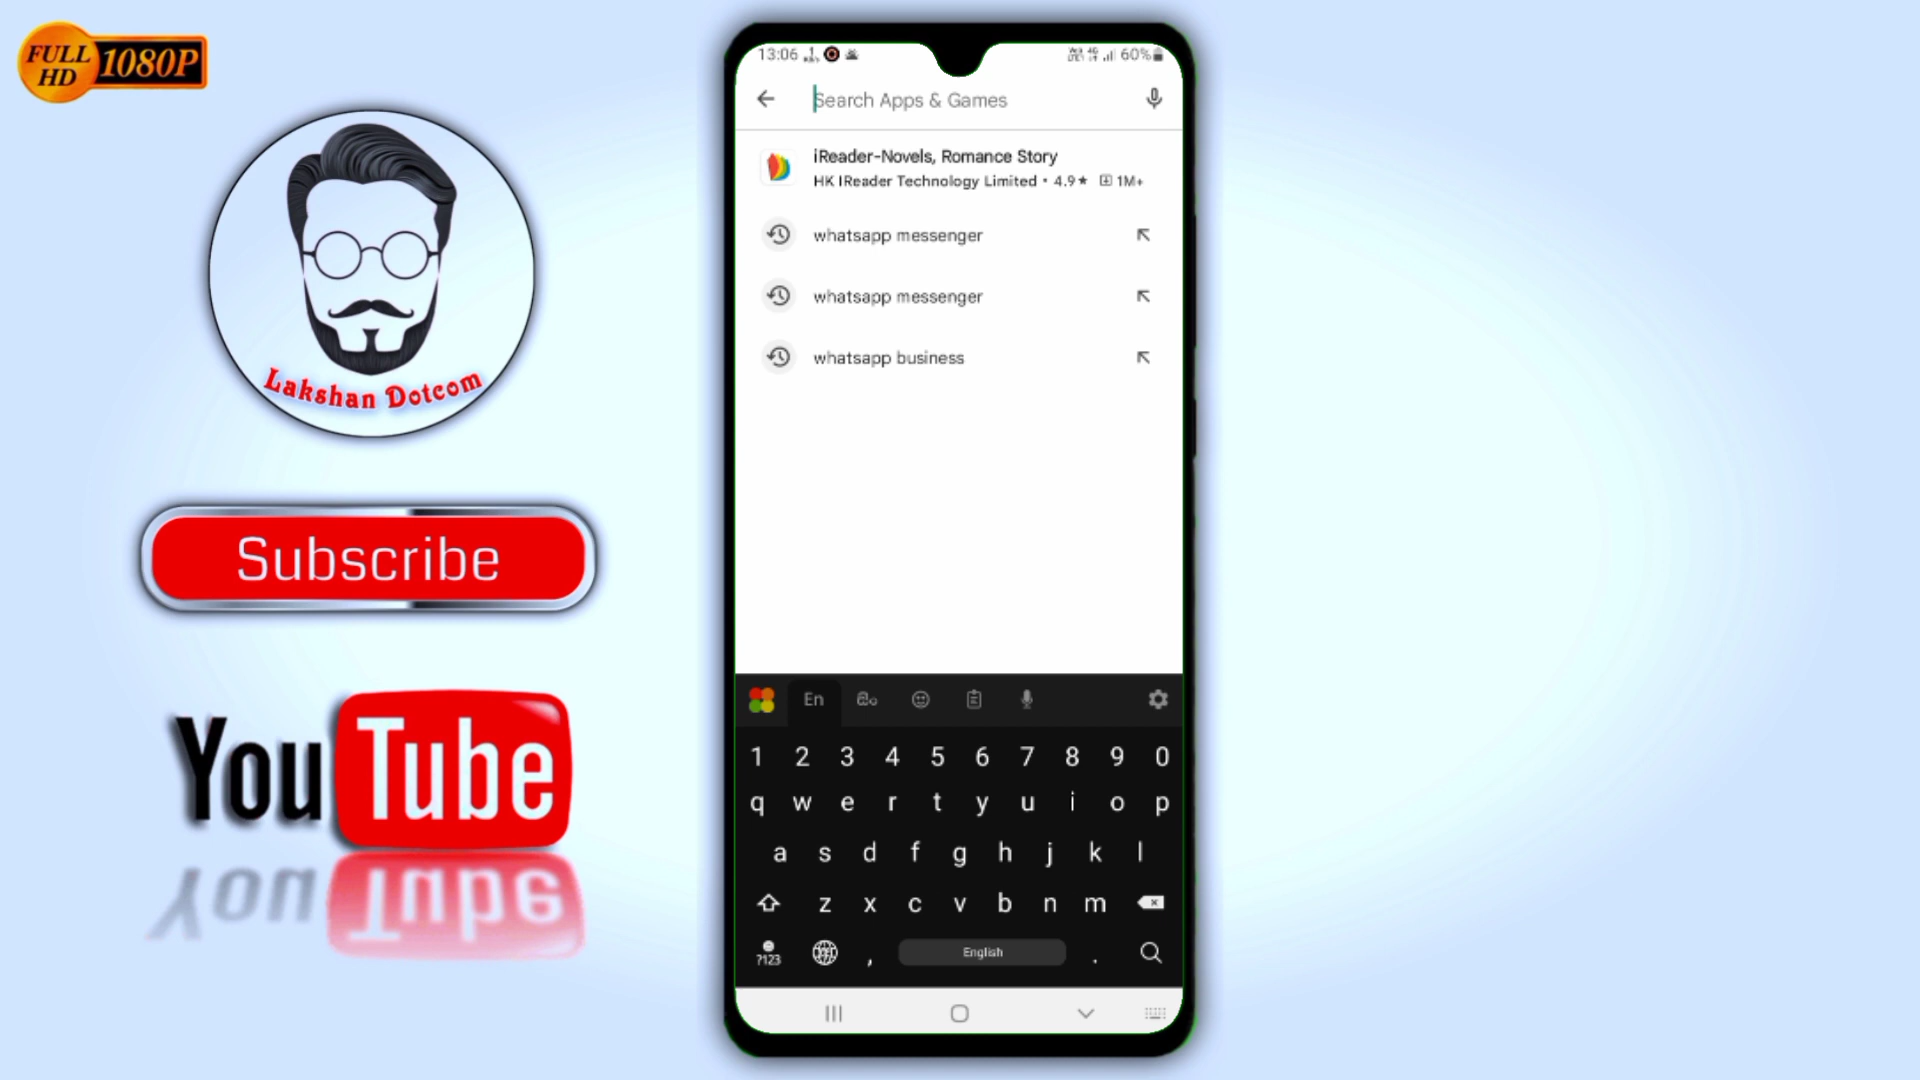 FULL
HD
1080P
Lakshan Dotcom
Subscribe
YouTube
13:06
60%
Search Apps & Games
iReader-Novels, Romance Story
HK IReader Technology Limited • 4.9★ 1M+
whatsapp messenger
whatsapp messenger
whatsapp business
En
1 2 3 4 5 6 7 8 9 0
q w e r t y u i o p
a s d f g h j k l
z x c v b n m
?123 , English .